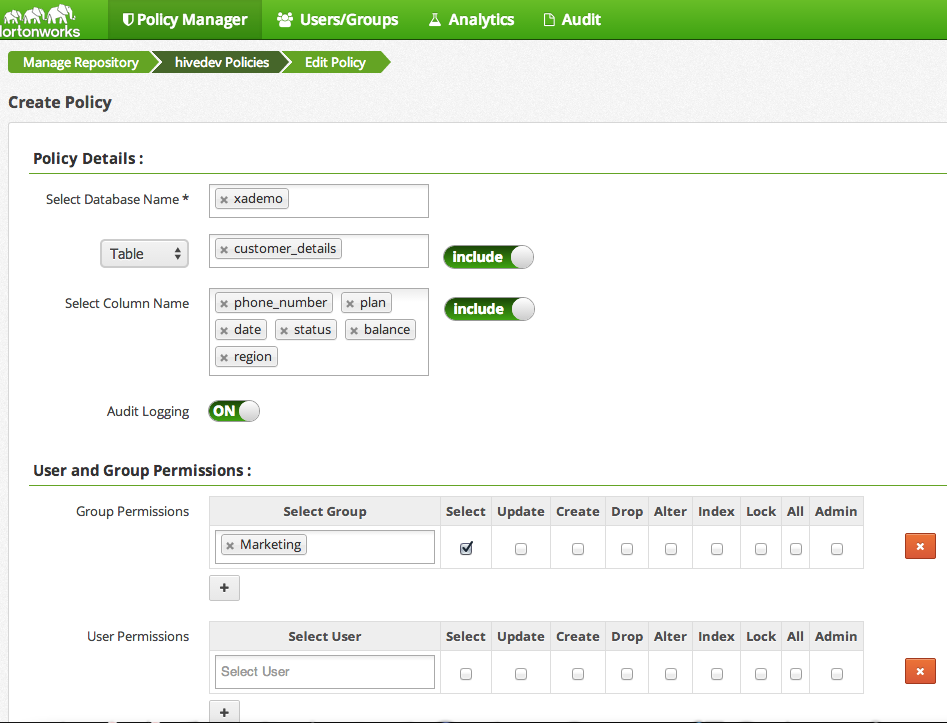 Hortonworks
Policy Manager Users/Groups Analytics Audit
Manage Repository hivedev Policies Edit Policy
Create Policy
Policy Details :
Select Database Name * × xademo
Table × customer_details include
Select Column Name × phone_number × plan include
× date × status × balance
× region
Audit Logging ON
User and Group Permissions :
Group Permissions Select Group Select Update Create Drop Alter Index Lock All Admin
× Marketing ×
+
User Permissions Select User Select Update Create Drop Alter Index Lock All Admin
Select User ×
+